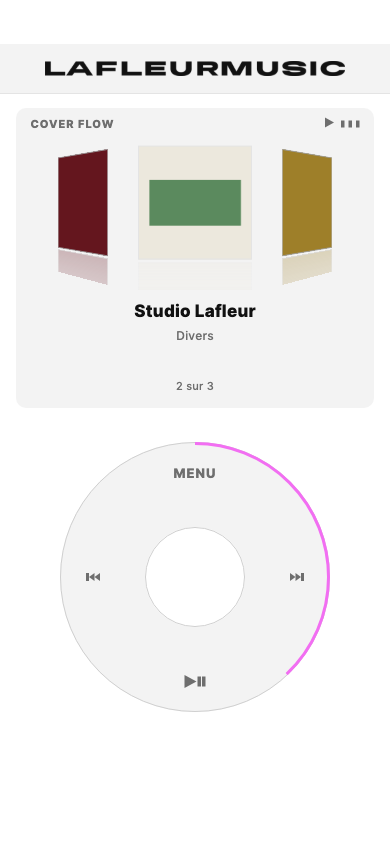 LAFLEURMUSIC
COVER FLOW
Studio Lafleur
Divers
2 sur 3
MENU